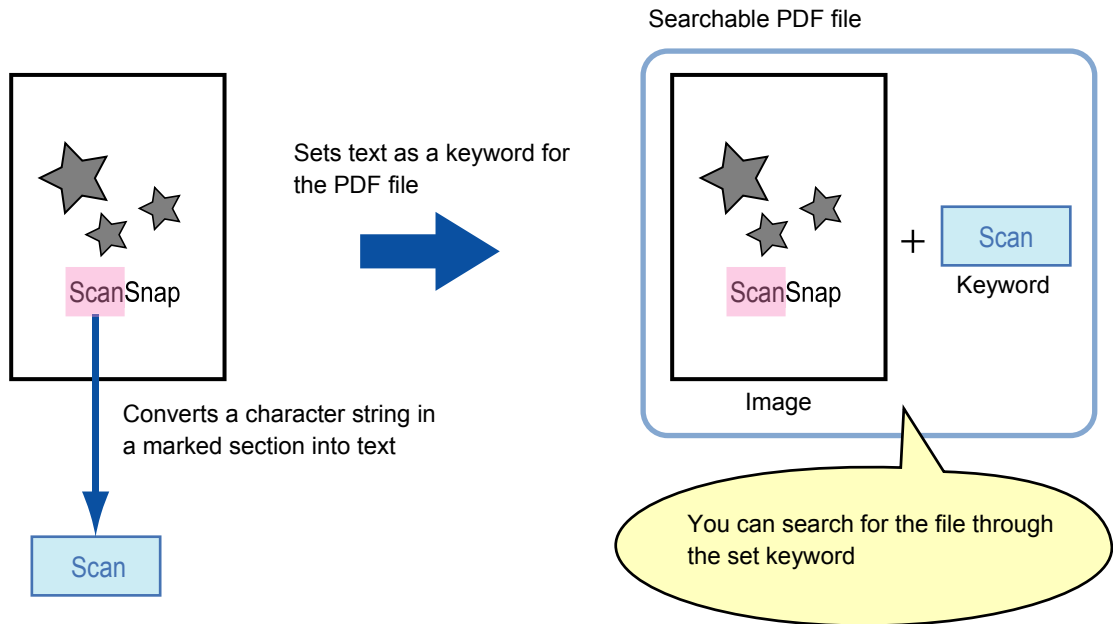 Searchable PDF file
Sets text as a keyword for
the PDF file
ScanSnap
Converts a character string in
a marked section into text
Scan
ScanSnap
Image
+
Scan
Keyword
You can search for the file through
the set keyword